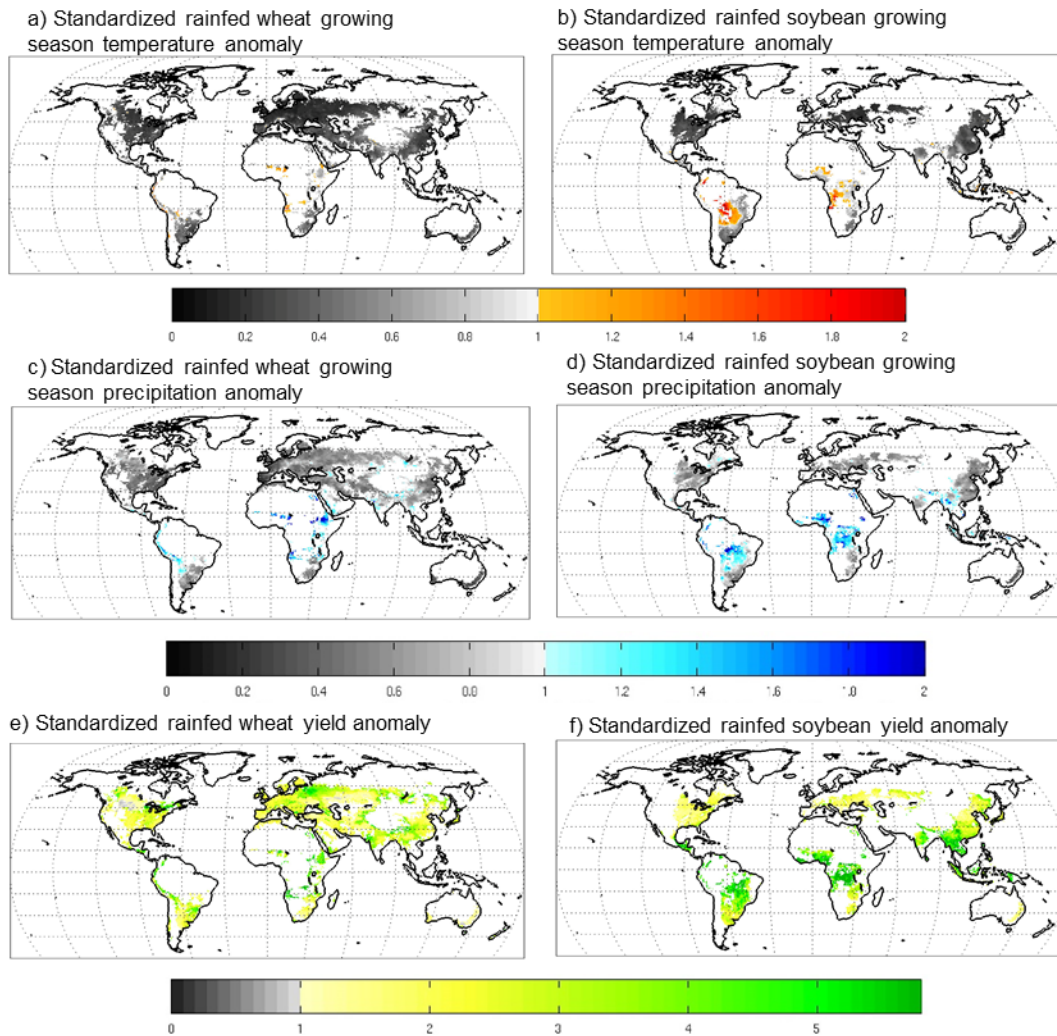 a) Standardized rainfed wheat growing
season temperature anomaly
b) Standardized rainfed soybean growing
season temperature anomaly
0 0.2 0.4 0.6 0.8 1 1.2 1.4 1.6 1.8 2
c) Standardized rainfed wheat growing
season precipitation anomaly
d) Standardized rainfed soybean growing
season precipitation anomaly
0 0.2 0.4 0.6 0.0 1 1.2 1.4 1.6 1.0 2
e) Standardized rainfed wheat yield anomaly
f) Standardized rainfed soybean yield anomaly
0 1 2 3 4 5